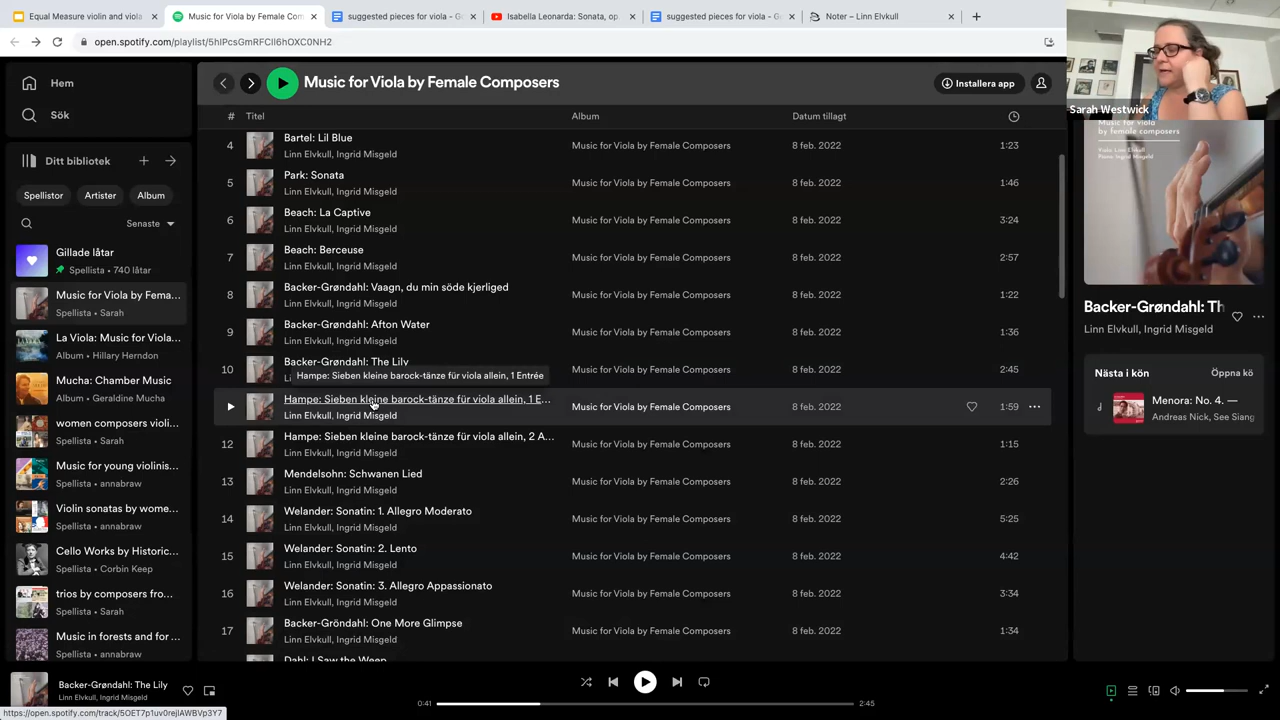 Equal Measure violin and viola
Music for Viola by Female Com
suggested pieces for viola - G
Isabella Leonarda: Sonata, op
suggested pieces for viola - G
Noter – Linn Elvkull
open.spotify.com/playlist/5hlPcsGmRFCIl6hOXC0NH2
Hem
Sök
Ditt bibliotek
Spellistor
Artister
Album
Senaste
Gillade låtar
Spellista • 740 låtar
Music for Viola by Fema...
Spellista • Sarah
La Viola: Music for Viola...
Album • Hillary Herndon
Mucha: Chamber Music
Album • Geraldine Mucha
women composers violi...
Spellista • Sarah
Music for young violinis...
Spellista • annabraw
Violin sonatas by wome...
Spellista • annabraw
Cello Works by Historic...
Spellista • Corbin Keep
trios by composers fro...
Spellista • Sarah
Music in forests and for ...
Spellista • annabraw
Music for Viola by Female Composers
Installera app
# Titel Album Datum tillagt
4 Bartel: Lil Blue Music for Viola by Female Composers 8 feb. 2022 1:23
Linn Elvkull, Ingrid Misgeld
5 Park: Sonata Music for Viola by Female Composers 8 feb. 2022 1:46
Linn Elvkull, Ingrid Misgeld
6 Beach: La Captive Music for Viola by Female Composers 8 feb. 2022 3:24
Linn Elvkull, Ingrid Misgeld
7 Beach: Berceuse Music for Viola by Female Composers 8 feb. 2022 2:57
Linn Elvkull, Ingrid Misgeld
8 Backer-Grøndahl: Vaagn, du min söde kjerliged Music for Viola by Female Composers 8 feb. 2022 1:22
Linn Elvkull, Ingrid Misgeld
9 Backer-Grøndahl: Afton Water Music for Viola by Female Composers 8 feb. 2022 1:36
Linn Elvkull, Ingrid Misgeld
10 Backer-Grøndahl: The Lily Music for Viola by Female Composers 8 feb. 2022 2:45
Hampe: Sieben kleine barock-tänze für viola allein, 1 Entrée
Hampe: Sieben kleine barock-tänze für viola allein, 1 E... Music for Viola by Female Composers 8 feb. 2022 1:59
Linn Elvkull, Ingrid Misgeld
12 Hampe: Sieben kleine barock-tänze für viola allein, 2 A... Music for Viola by Female Composers 8 feb. 2022 1:15
Linn Elvkull, Ingrid Misgeld
13 Mendelsohn: Schwanen Lied Music for Viola by Female Composers 8 feb. 2022 2:26
Linn Elvkull, Ingrid Misgeld
14 Welander: Sonatin: 1. Allegro Moderato Music for Viola by Female Composers 8 feb. 2022 5:25
Linn Elvkull, Ingrid Misgeld
15 Welander: Sonatin: 2. Lento Music for Viola by Female Composers 8 feb. 2022 4:42
Linn Elvkull, Ingrid Misgeld
16 Welander: Sonatin: 3. Allegro Appassionato Music for Viola by Female Composers 8 feb. 2022 3:34
Linn Elvkull, Ingrid Misgeld
17 Backer-Gröndahl: One More Glimpse Music for Viola by Female Composers 8 feb. 2022 1:34
Linn Elvkull, Ingrid Misgeld
Dahl: I Saw the Weep
Sarah Westwick
Music for viola
by female composers
Viola: Linn Elvkull
Piano: Ingrid Misgeld
Backer-Grøndahl: Th
Linn Elvkull, Ingrid Misgeld
Nästa i kön
Öppna kö
Menora: No. 4. —
Andreas Nick, See Siang
Backer-Grøndahl: The Lily
Linn Elvkull, Ingrid Misgeld
0:41
2:45